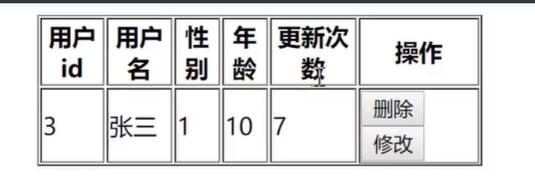 用户 用户 性 年 更新次 操作
id 名 别 龄 数
3 张三 1 10 7 删除
修改